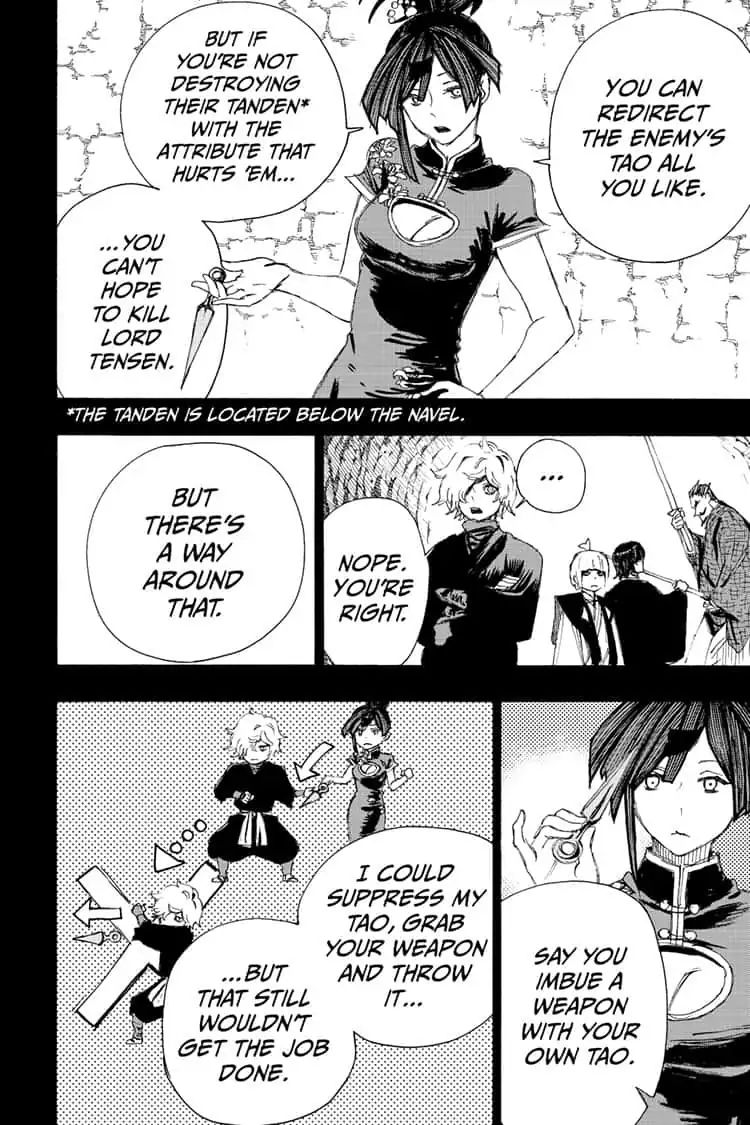 YOU CAN
REDIRECT
THE ENEMY'S
TAO ALL
YOU LIKE.
BUT IF
YOU'RE NOT
DESTROYING
THEIR TANDEN*
WITH THE
ATTRIBUTE THAT
HURTS 'EM...
...YOU
CAN'T
HOPE
TO KILL
LORD
TENSEN.
*THE TANDEN IS LOCATED BELOW THE NAVEL.
...
NOPE.
YOU'RE
RIGHT.
BUT
THERE'S
A WAY
AROUND
THAT.
SAY YOU
IMBUE A
WEAPON
WITH YOUR
OWN TAO.
I COULD
SUPPRESS MY
TAO, GRAB
YOUR WEAPON
AND THROW
IT...
...BUT
THAT STILL
WOULDN'T
GET THE JOB
DONE.